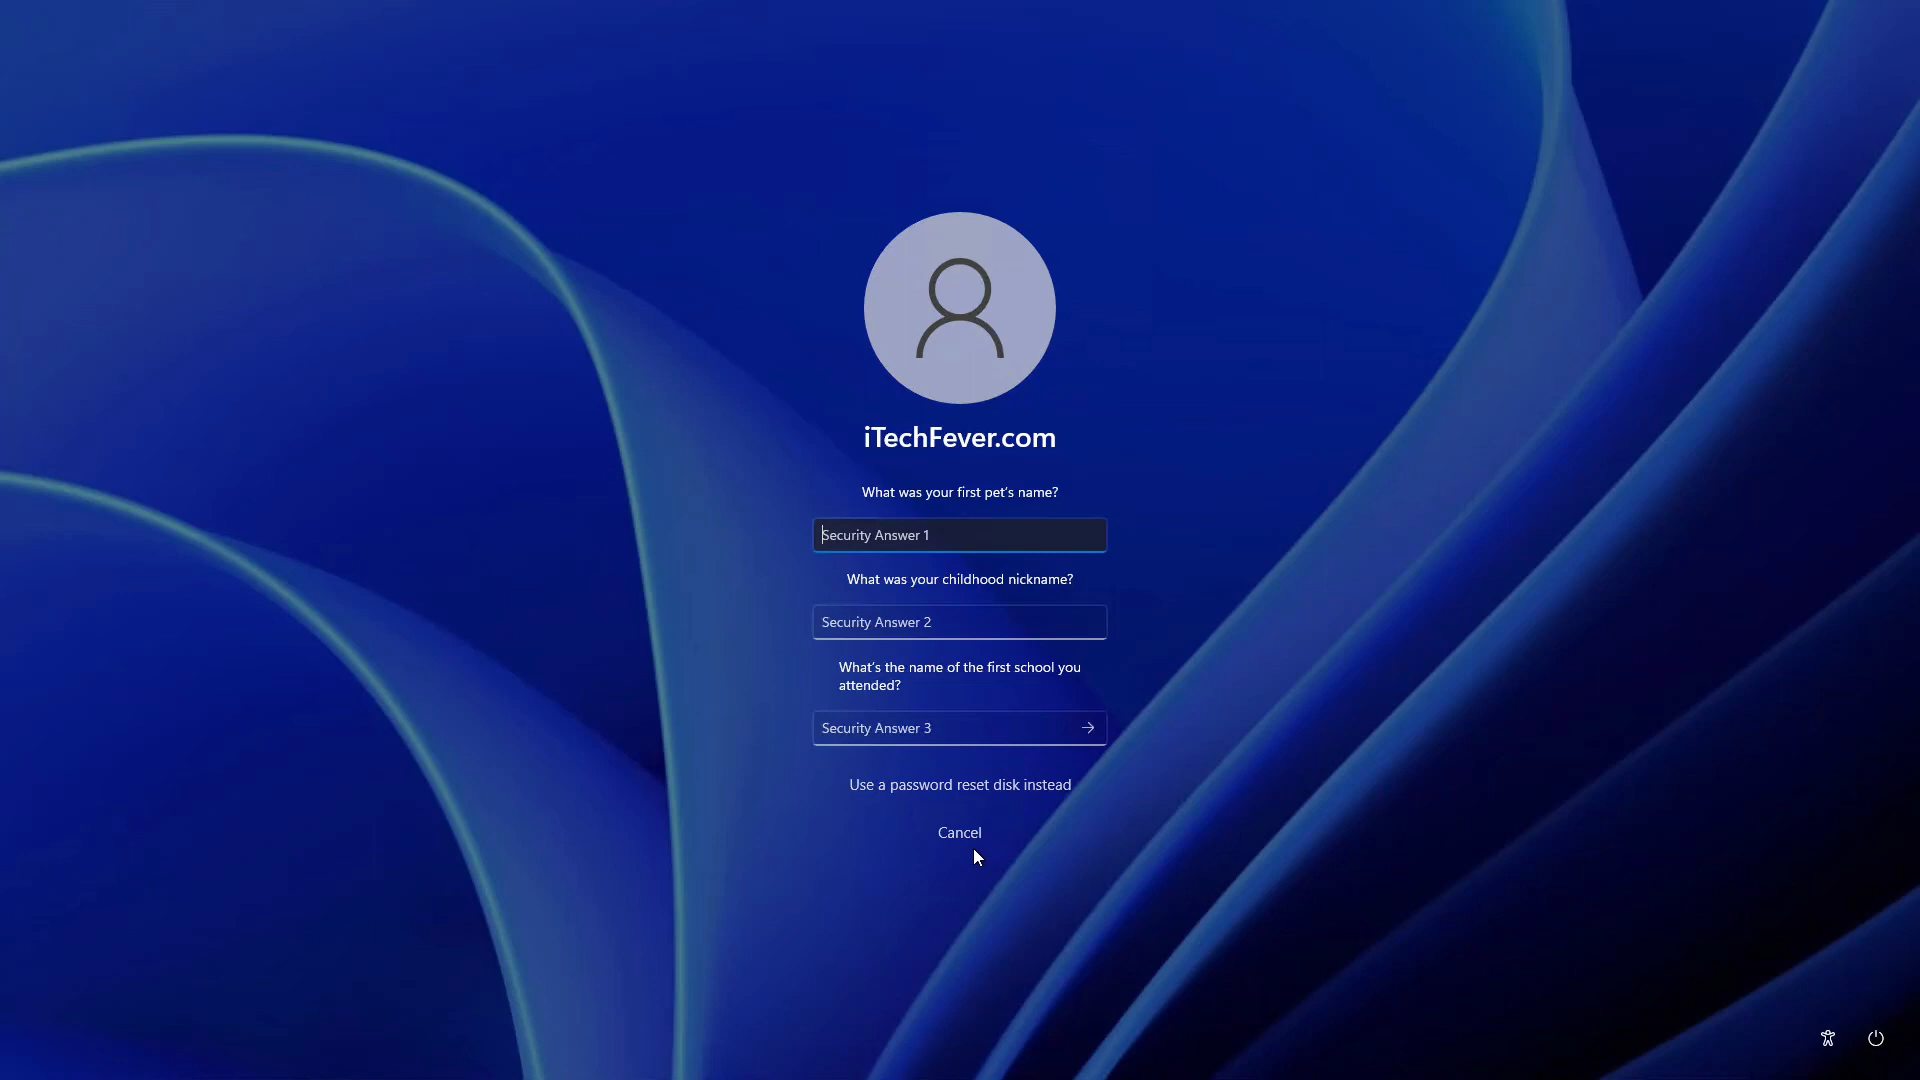 iTechFever.com
What was your first pet’s name?
Security Answer 1
What was your childhood nickname?
Security Answer 2
What’s the name of the first school you
attended?
Security Answer 3
Use a password reset disk instead
Cancel